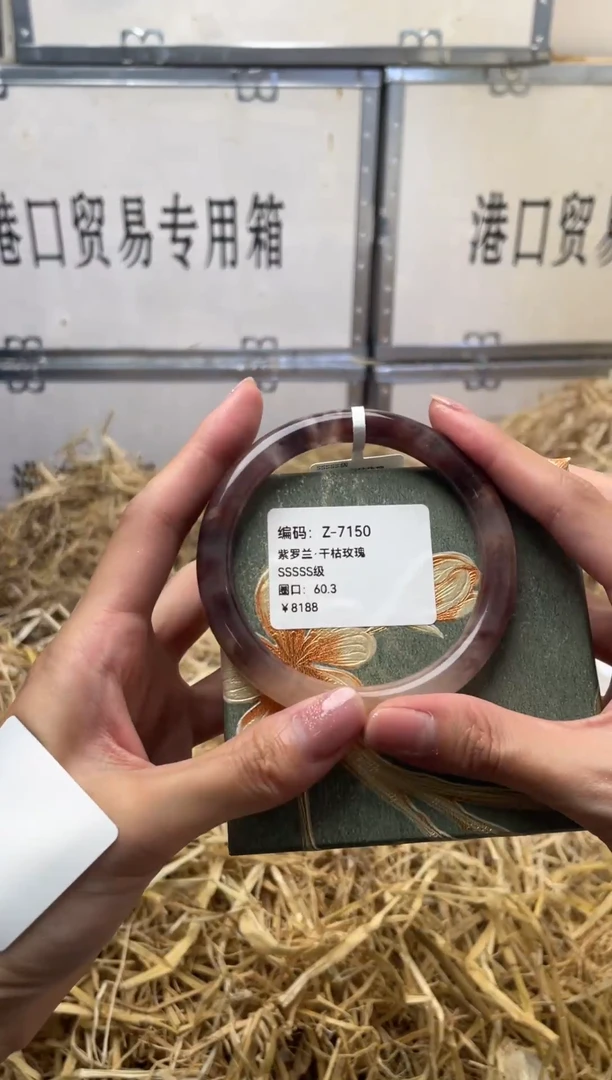 港口贸易专用箱
港口贸易
编码：Z-7150
紫罗兰·干枯玫瑰
SSSSS级
圈口：60.3
￥8188